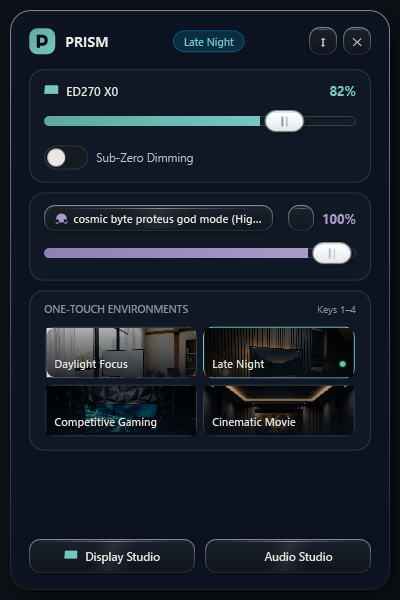 PRISM
Late Night
ED270 X0
82%
Sub-Zero Dimming
cosmic byte proteus god mode (Hig...
100%
ONE-TOUCH ENVIRONMENTS
Keys 1–4
Daylight Focus
Late Night
Competitive Gaming
Cinematic Movie
Display Studio
Audio Studio